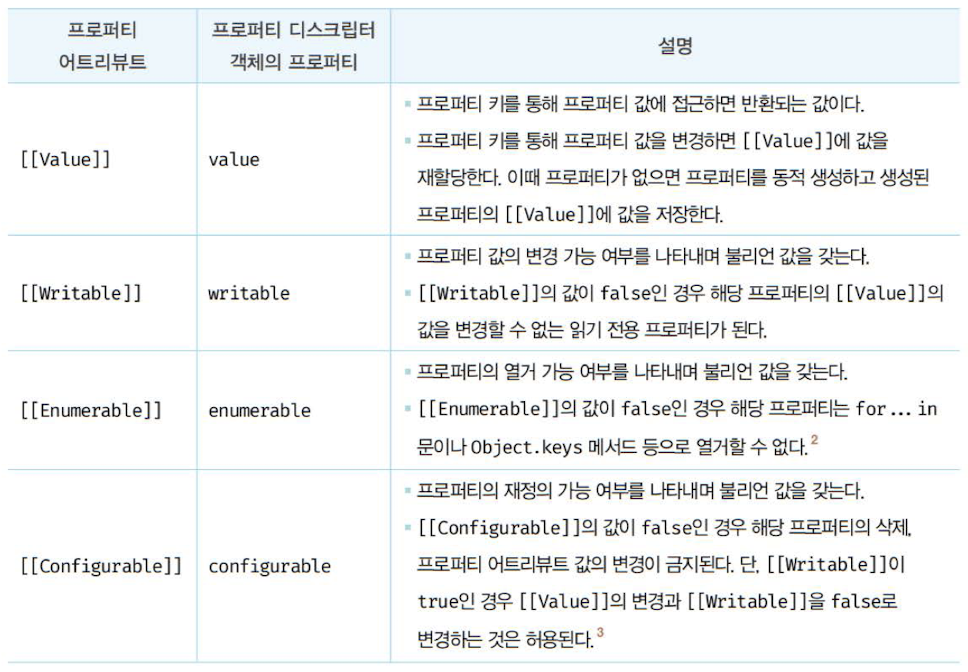 프로퍼티
어트리뷰트
프로퍼티 디스크립터
객체의 프로퍼티
설명
[[Value]]
value
▪ 프로퍼티 키를 통해 프로퍼티 값에 접근하면 반환되는 값이다.
▪ 프로퍼티 키를 통해 프로퍼티 값을 변경하면 [[Value]]에 값을
재할당한다. 이때 프로퍼티가 없으면 프로퍼티를 동적 생성하고 생성된
프로퍼티의 [[Value]]에 값을 저장한다.
[[Writable]]
writable
▪ 프로퍼티 값의 변경 가능 여부를 나타내며 불리언 값을 갖는다.
▪ [[Writable]]의 값이 false인 경우 해당 프로퍼티의 [[Value]]의
값을 변경할 수 없는 읽기 전용 프로퍼티가 된다.
[[Enumerable]]
enumerable
▪ 프로퍼티의 열거 가능 여부를 나타내며 불리언 값을 갖는다.
▪ [[Enumerable]]의 값이 false인 경우 해당 프로퍼티는 for...in
문이나 Object.keys 메서드 등으로 열거할 수 없다.2
[[Configurable]]
configurable
▪ 프로퍼티의 재정의 가능 여부를 나타내며 불리언 값을 갖는다.
▪ [[Configurable]]의 값이 false인 경우 해당 프로퍼티의 삭제,
프로퍼티 어트리뷰트 값의 변경이 금지된다. 단, [[Writable]]이
true인 경우 [[Value]]의 변경과 [[Writable]]을 false로
변경하는 것은 허용된다.3